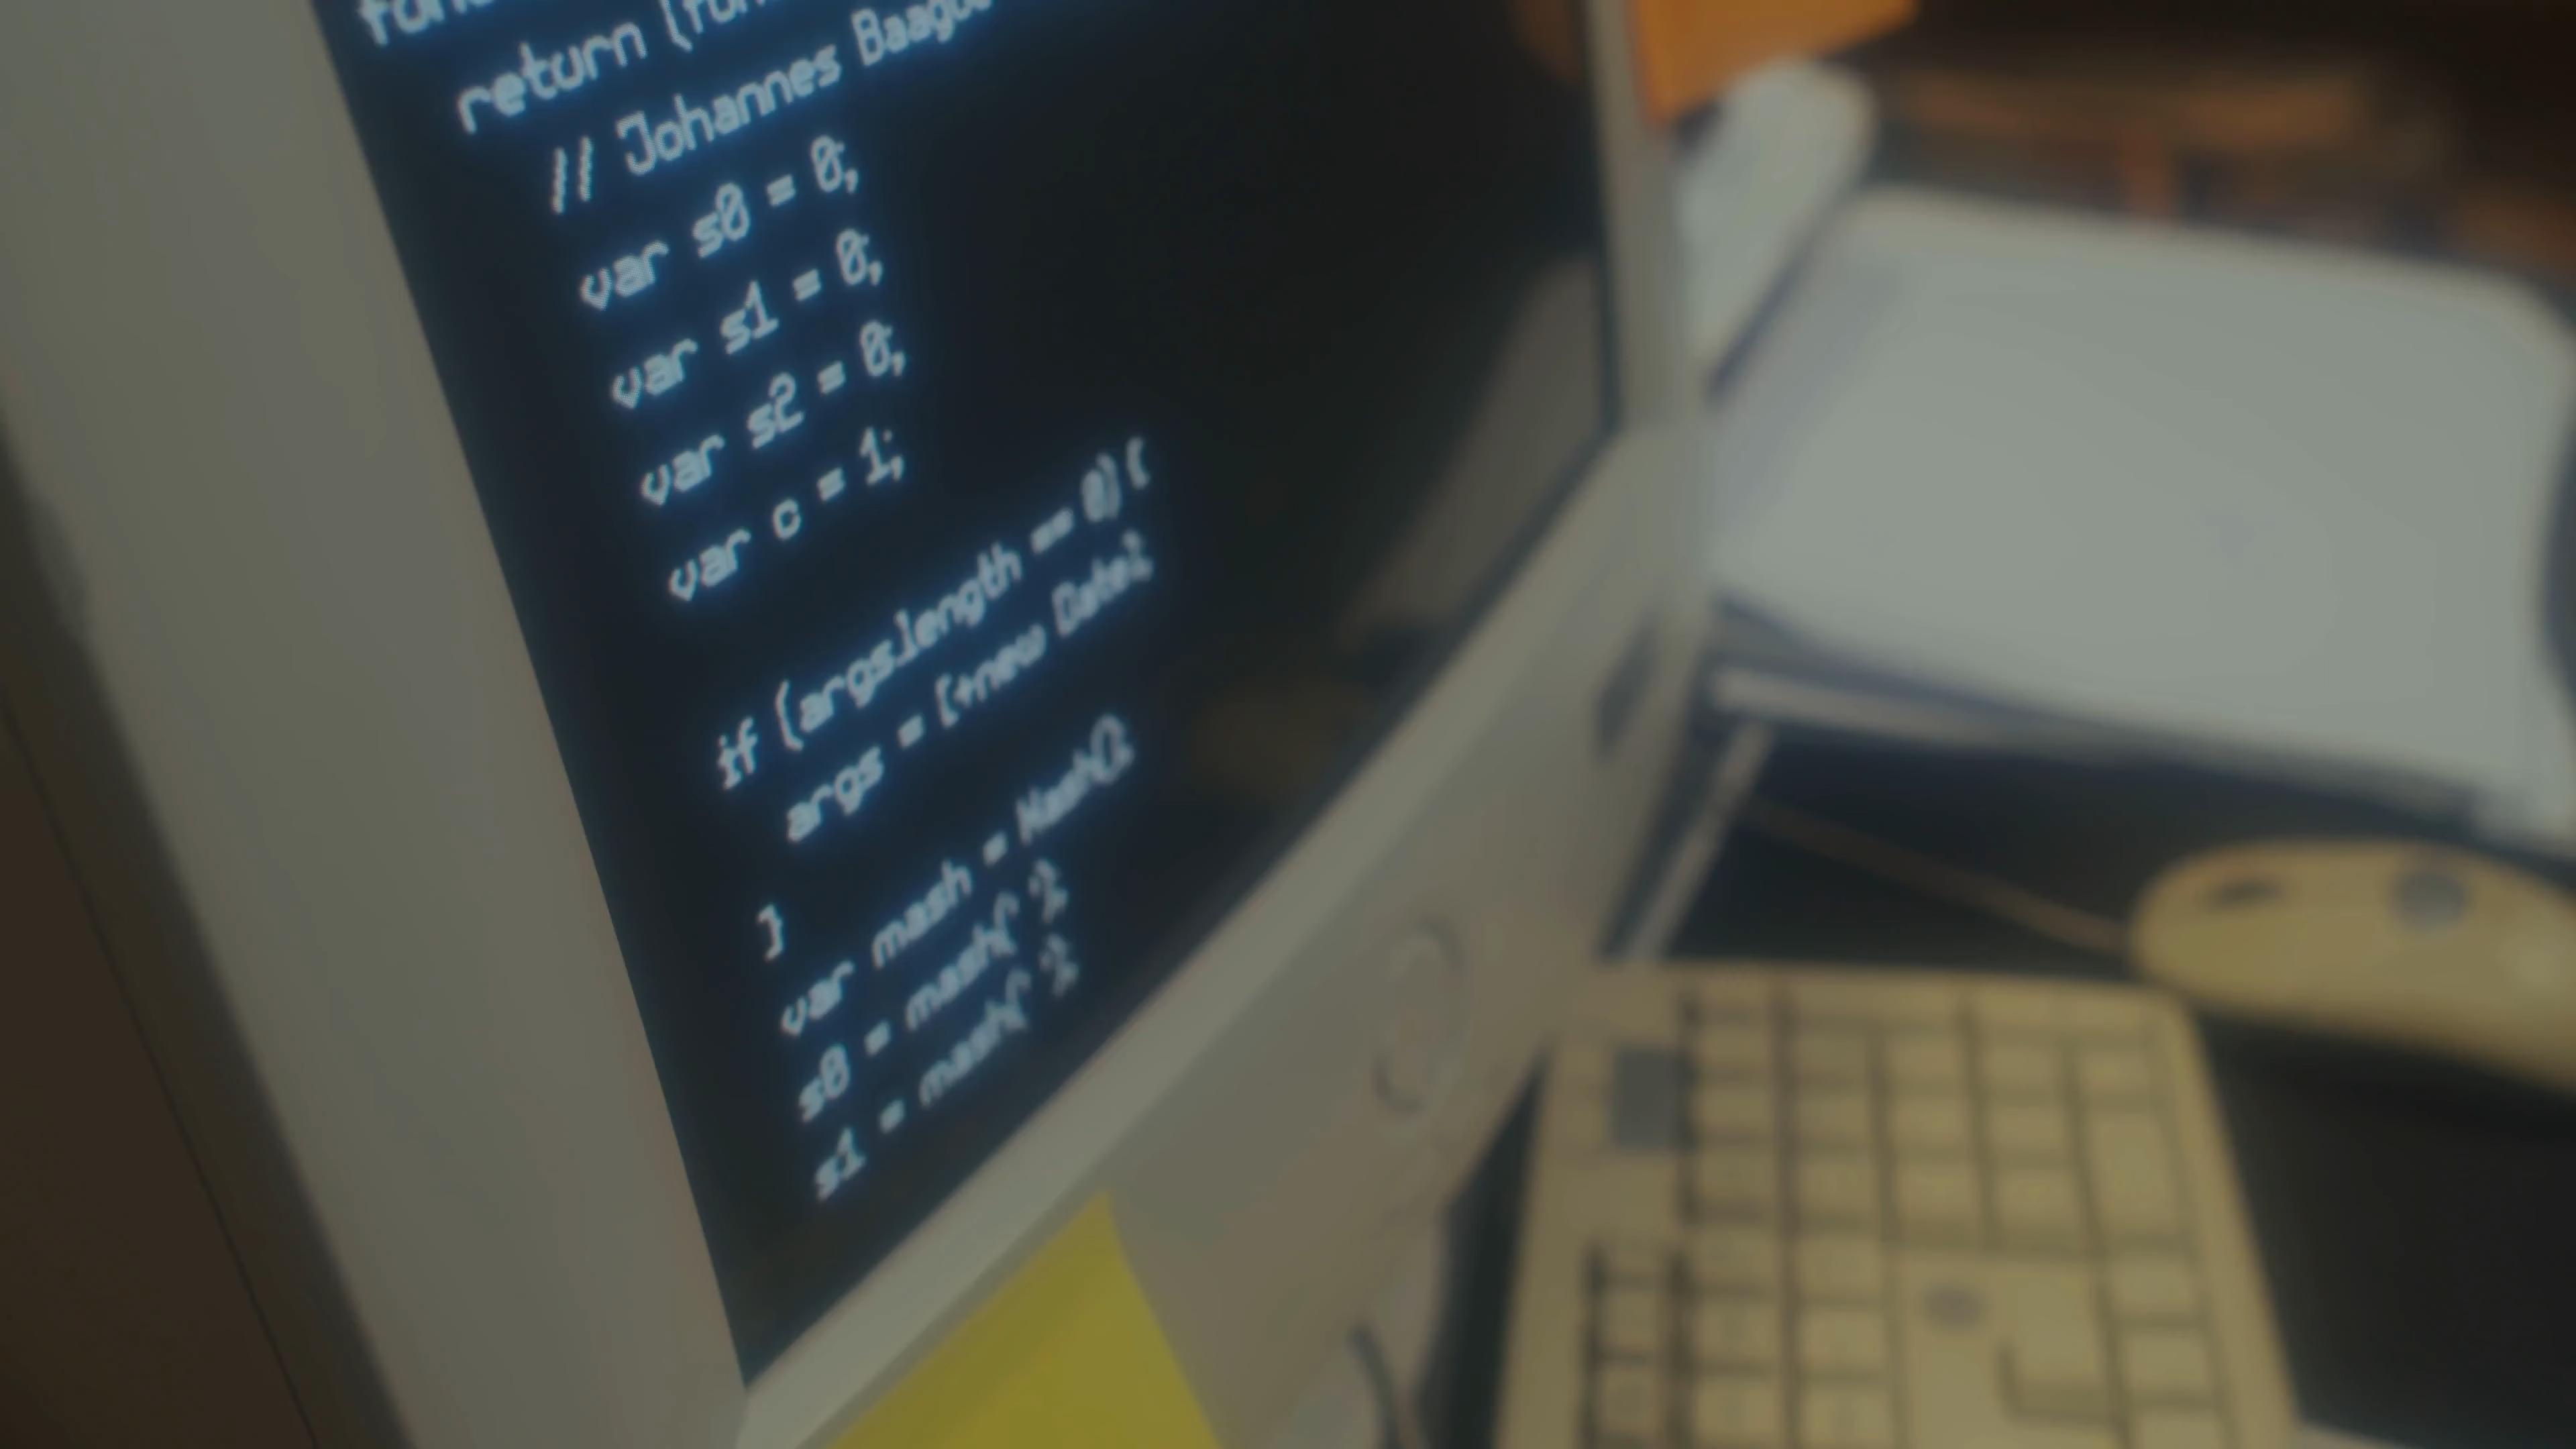 return (fun
// Johannes Baagøe
var s0 = 0;
var s1 = 0;
var s2 = 0;
var c = 1;
if (args.length == 0) {
args = [+new Date];
}
var mash = Mash();
s0 = mash(' ');
s1 = mash(' ');